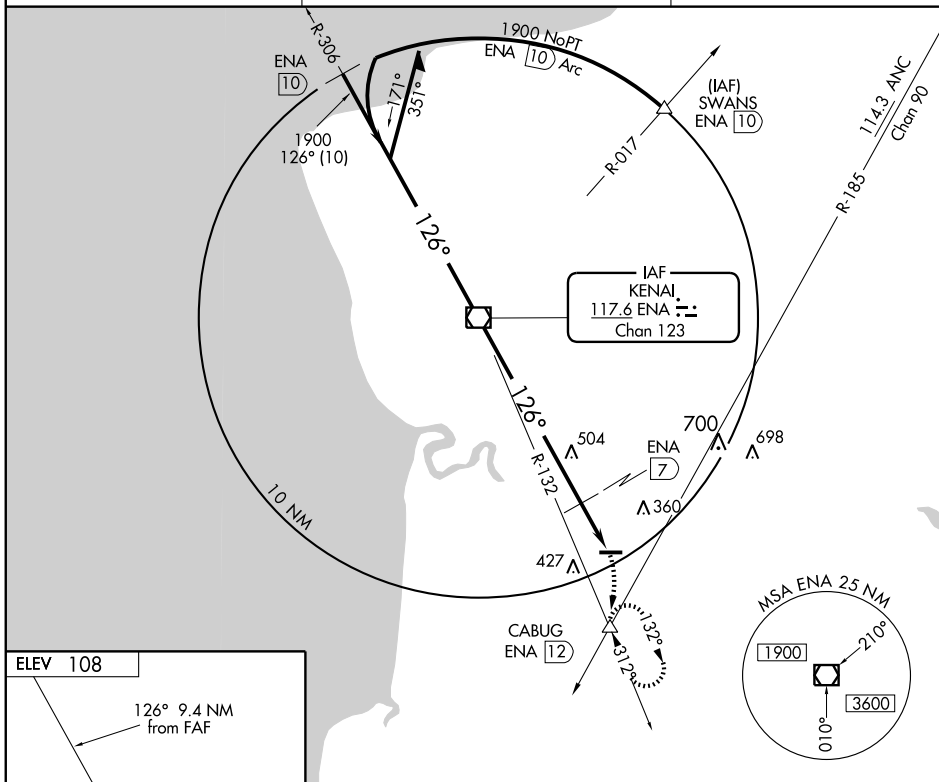 R-306
1900 NoPT
ENA 10 Arc
ENA
10
171°
351°
(IAF)
SWANS
ENA 10
114.3 ANC
Chan 90
1900
126° (10)
R-017
R-185
126°
IAF
KENAI
117.6 ENA
Chan 123
126°
504
700
698
ENA
7
R-132
360
10 NM
427
CABUG
ENA 12
132°
312°
MSA ENA 25 NM
210°
1900
3600
010°
ELEV 108
126° 9.4 NM
from FAF